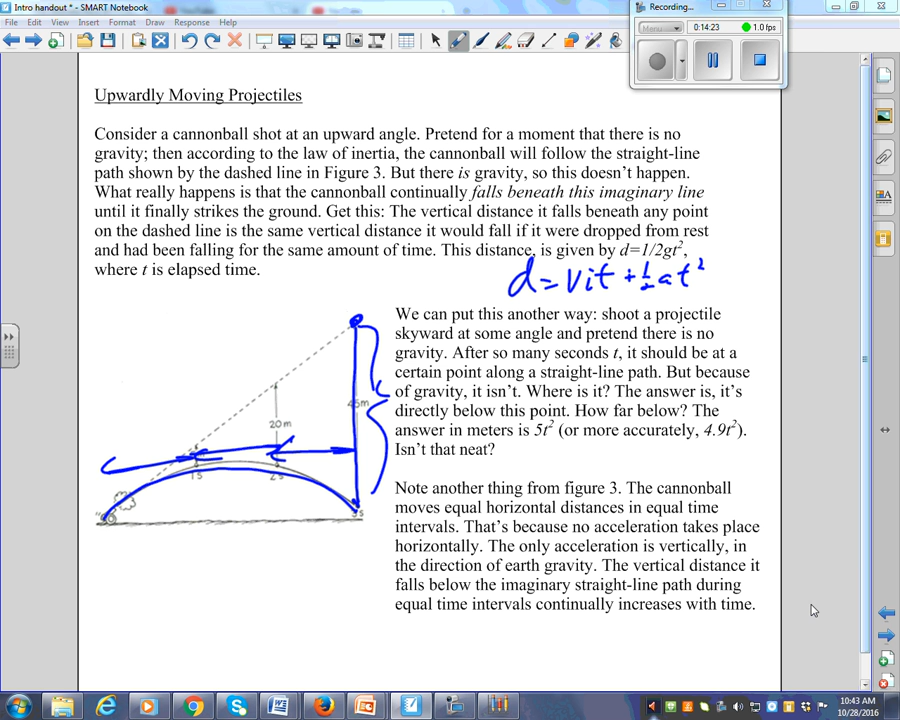 Intro handout * - SMART Notebook
Recording...
File Edit View Insert Format Draw Response Help
Menu
0:14:23
1.0 fps
Upwardly Moving Projectiles
Consider a cannonball shot at an upward angle. Pretend for a moment that there is no
gravity; then according to the law of inertia, the cannonball will follow the straight-line
path shown by the dashed line in Figure 3. But there is gravity, so this doesn't happen.
What really happens is that the cannonball continually falls beneath this imaginary line
until it finally strikes the ground. Get this: The vertical distance it falls beneath any point
on the dashed line is the same vertical distance it would fall if it were dropped from rest
and had been falling for the same amount of time. This distance, is given by d=1/2gt²,
where t is elapsed time.
d=Vit+½at²
We can put this another way: shoot a projectile
skyward at some angle and pretend there is no
gravity. After so many seconds t, it should be at a
certain point along a straight-line path. But because
of gravity, it isn't. Where is it? The answer is, it's
directly below this point. How far below? The
answer in meters is 5t² (or more accurately, 4.9t²).
Isn't that neat?
45m
20m
1s
2s
3s
Note another thing from figure 3. The cannonball
moves equal horizontal distances in equal time
intervals. That's because no acceleration takes place
horizontally. The only acceleration is vertically, in
the direction of earth gravity. The vertical distance it
falls below the imaginary straight-line path during
equal time intervals continually increases with time.
10:43 AM
10/28/2016